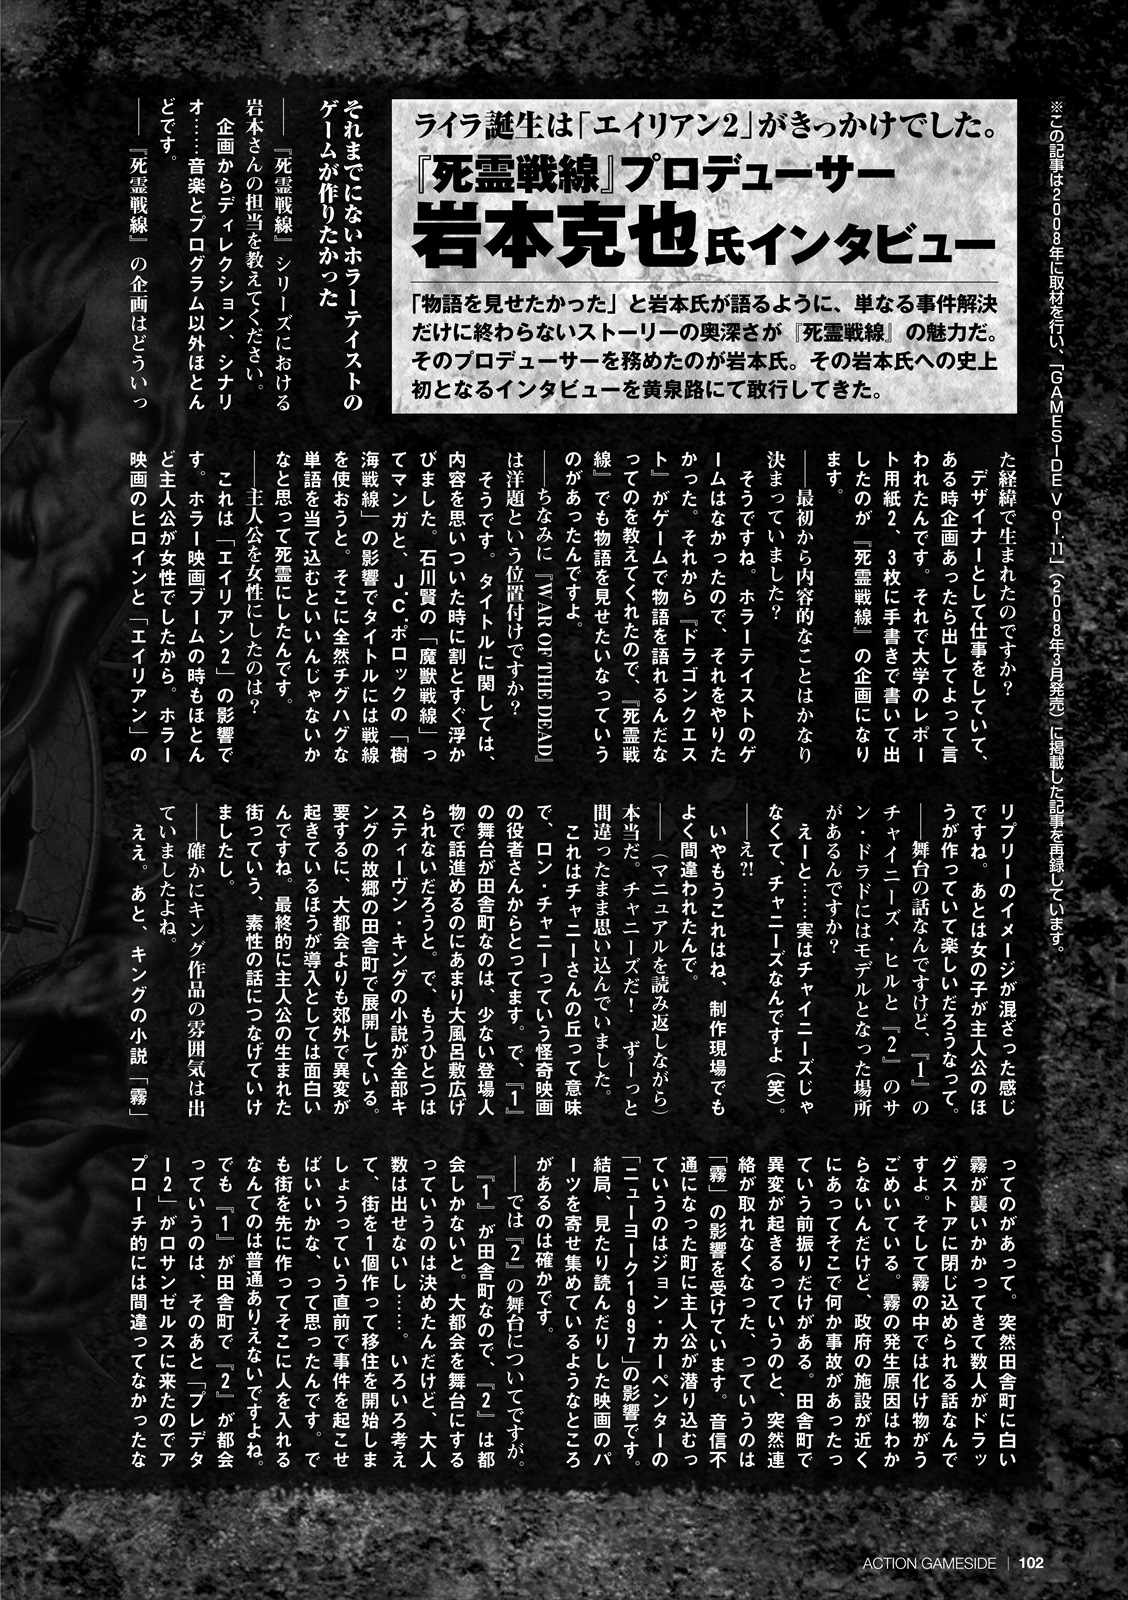 ※この記事は2008年に取材を行い、「GAMESIDE vol.11」（2008年3月発売）に掲載した記事を再録しています。
ライラ誕生は「エイリアン2」がきっかけでした。
『死霊戦線』プロデューサー
岩本克也氏インタビュー
「物語を見せたかった」と岩本氏が語るように、単なる事件解決
だけに終わらないストーリーの奥深さが『死霊戦線』の魅力だ。
そのプロデューサーを務めたのが岩本氏。その岩本氏への史上
初となるインタビューを黄泉路にて敢行してきた。
それまでにないホラーテイストの
ゲームが作りたかった
――『死霊戦線』シリーズにおける
岩本さんの担当を教えてください。
企画からディレクション、シナリ
オ……音楽とプログラム以外ほとん
どです。
――『死霊戦線』の企画はどういっ
た経緯で生まれたのですか？
デザイナーとして仕事をしていて、
ある時企画あったら出してよって言
われたんです。それで大学のレポー
ト用紙2、3枚に手書きで書いて出
したのが『死霊戦線』の企画になり
ます。
――最初から内容的なことはかなり
決まっていました？
そうですね。ホラーテイストのゲ
ームはなかったので、それをやりた
かった。それから『ドラゴンクエス
ト』がゲームで物語を語れるんだな
ってのを教えてくれたので、『死霊戦
線』でも物語を見せたいなっていう
のがあったんですよ。
――ちなみに『WAR OF THE DEAD』
は洋題という位置付けですか？
そうです。タイトルに関しては、
内容を思いついた時に割とすぐ浮か
びました。石川賢の「魔獣戦線」っ
てマンガと、J.C.ポロックの「樹
海戦線」の影響でタイトルには戦線
を使おうと。そこに全然チグハグな
単語を当て込むといいんじゃないか
なと思って死霊にしたんです。
――主人公を女性にしたのは？
これは「エイリアン2」の影響で
す。ホラー映画ブームの時もほとん
ど主人公が女性でしたから。ホラー
映画のヒロインと「エイリアン」の
リプリーのイメージが混ざった感じ
ですね。あとは女の子が主人公のほ
うが作っていて楽しいだろうなって。
――舞台の話なんですけど、『1』の
チャイニーズ・ヒルと『2』のサ
ン・ドラドにはモデルとなった場所
があるんですか？
えーと……実はチャイニーズじゃ
なくて、チャニーズなんですよ（笑）。
――え?!
いやもうこれはね、制作現場でも
よく間違われたんで。
――（マニュアルを読み返しながら）
本当だ。チャニーズだ！　ずーっと
間違ったまま思い込んでいました。
これはチャニーさんの丘って意味
で、ロン・チャニーっていう怪奇映画
の役者さんからとってます。で、『1』
の舞台が田舎町なのは、少ない登場人
物で話進めるのにあまり大風呂敷広げ
られないだろうと。で、もうひとつは
スティーヴン・キングの小説が全部キ
ングの故郷の田舎町で展開している。
要するに、大都会よりも郊外で異変が
起きているほうが導入としては面白い
んですね。最終的に主人公の生まれた
街っていう、素性の話につなげていけ
ましたし。
――確かにキング作品の雰囲気は出
ていましたよね。
ええ。あと、キングの小説「霧」
ってのがあって。突然田舎町に白い
霧が襲いかかってきて数人がドラッ
グストアに閉じ込められる話なんで
すよ。そして霧の中では化け物がう
ごめいている。霧の発生原因はわか
らないんだけど、政府の施設が近く
にあってそこで何か事故があったっ
ていう前振りだけがある。田舎町で
異変が起きるっていうのと、突然連
絡が取れなくなった、っていうのは
「霧」の影響を受けています。音信不
通になった町に主人公が潜り込むっ
ていうのはジョン・カーペンターの
「ニューヨーク1997」の影響です。
結局、見たり読んだりした映画のパ
ーツを寄せ集めているようなところ
があるのは確かです。
――では『2』の舞台についてですが。
『1』が田舎町なので、『2』は都
会しかないと。大都会を舞台にする
っていうのは決めたんだけど、大人
数は出せないし……。いろいろ考え
て、街を1個作って移住を開始しま
しょうっていう直前で事件を起こせ
ばいいかな、って思ったんです。で
も街を先に作ってそこに人を入れる
なんてのは普通ありえないですよね。
でも『1』が田舎町で『2』が都会
っていうのは、そのあと「プレデタ
ー2」がロサンゼルスに来たのでア
プローチ的には間違ってなかったな
ACTION GAMESIDE | 102